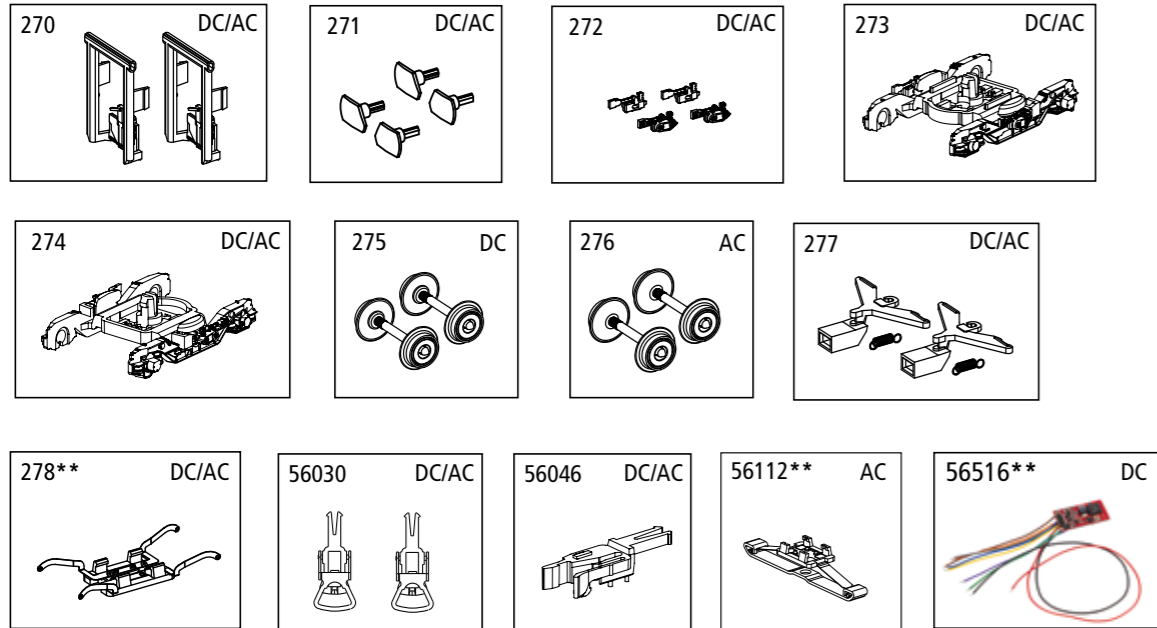 270 DC/AC
271 DC/AC
272 DC/AC
273 DC/AC
274 DC/AC
275 DC
276 AC
277 DC/AC
278** DC/AC
56030 DC/AC
56046 DC/AC
56112** AC
56516** DC